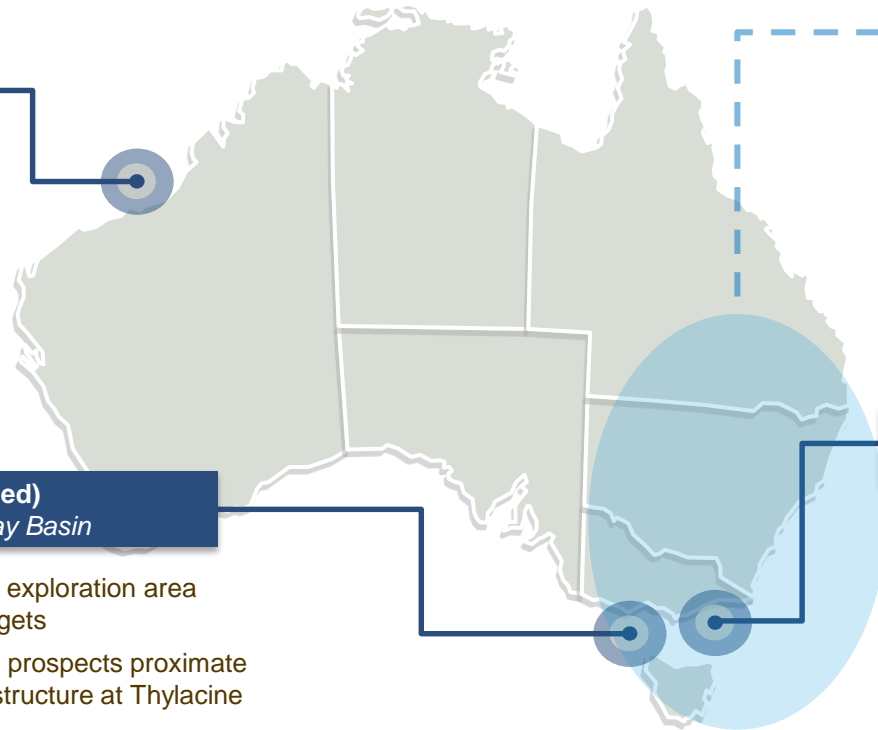 ed)
ay Basin
exploration area
gets
prospects proximate
structure at Thylacine